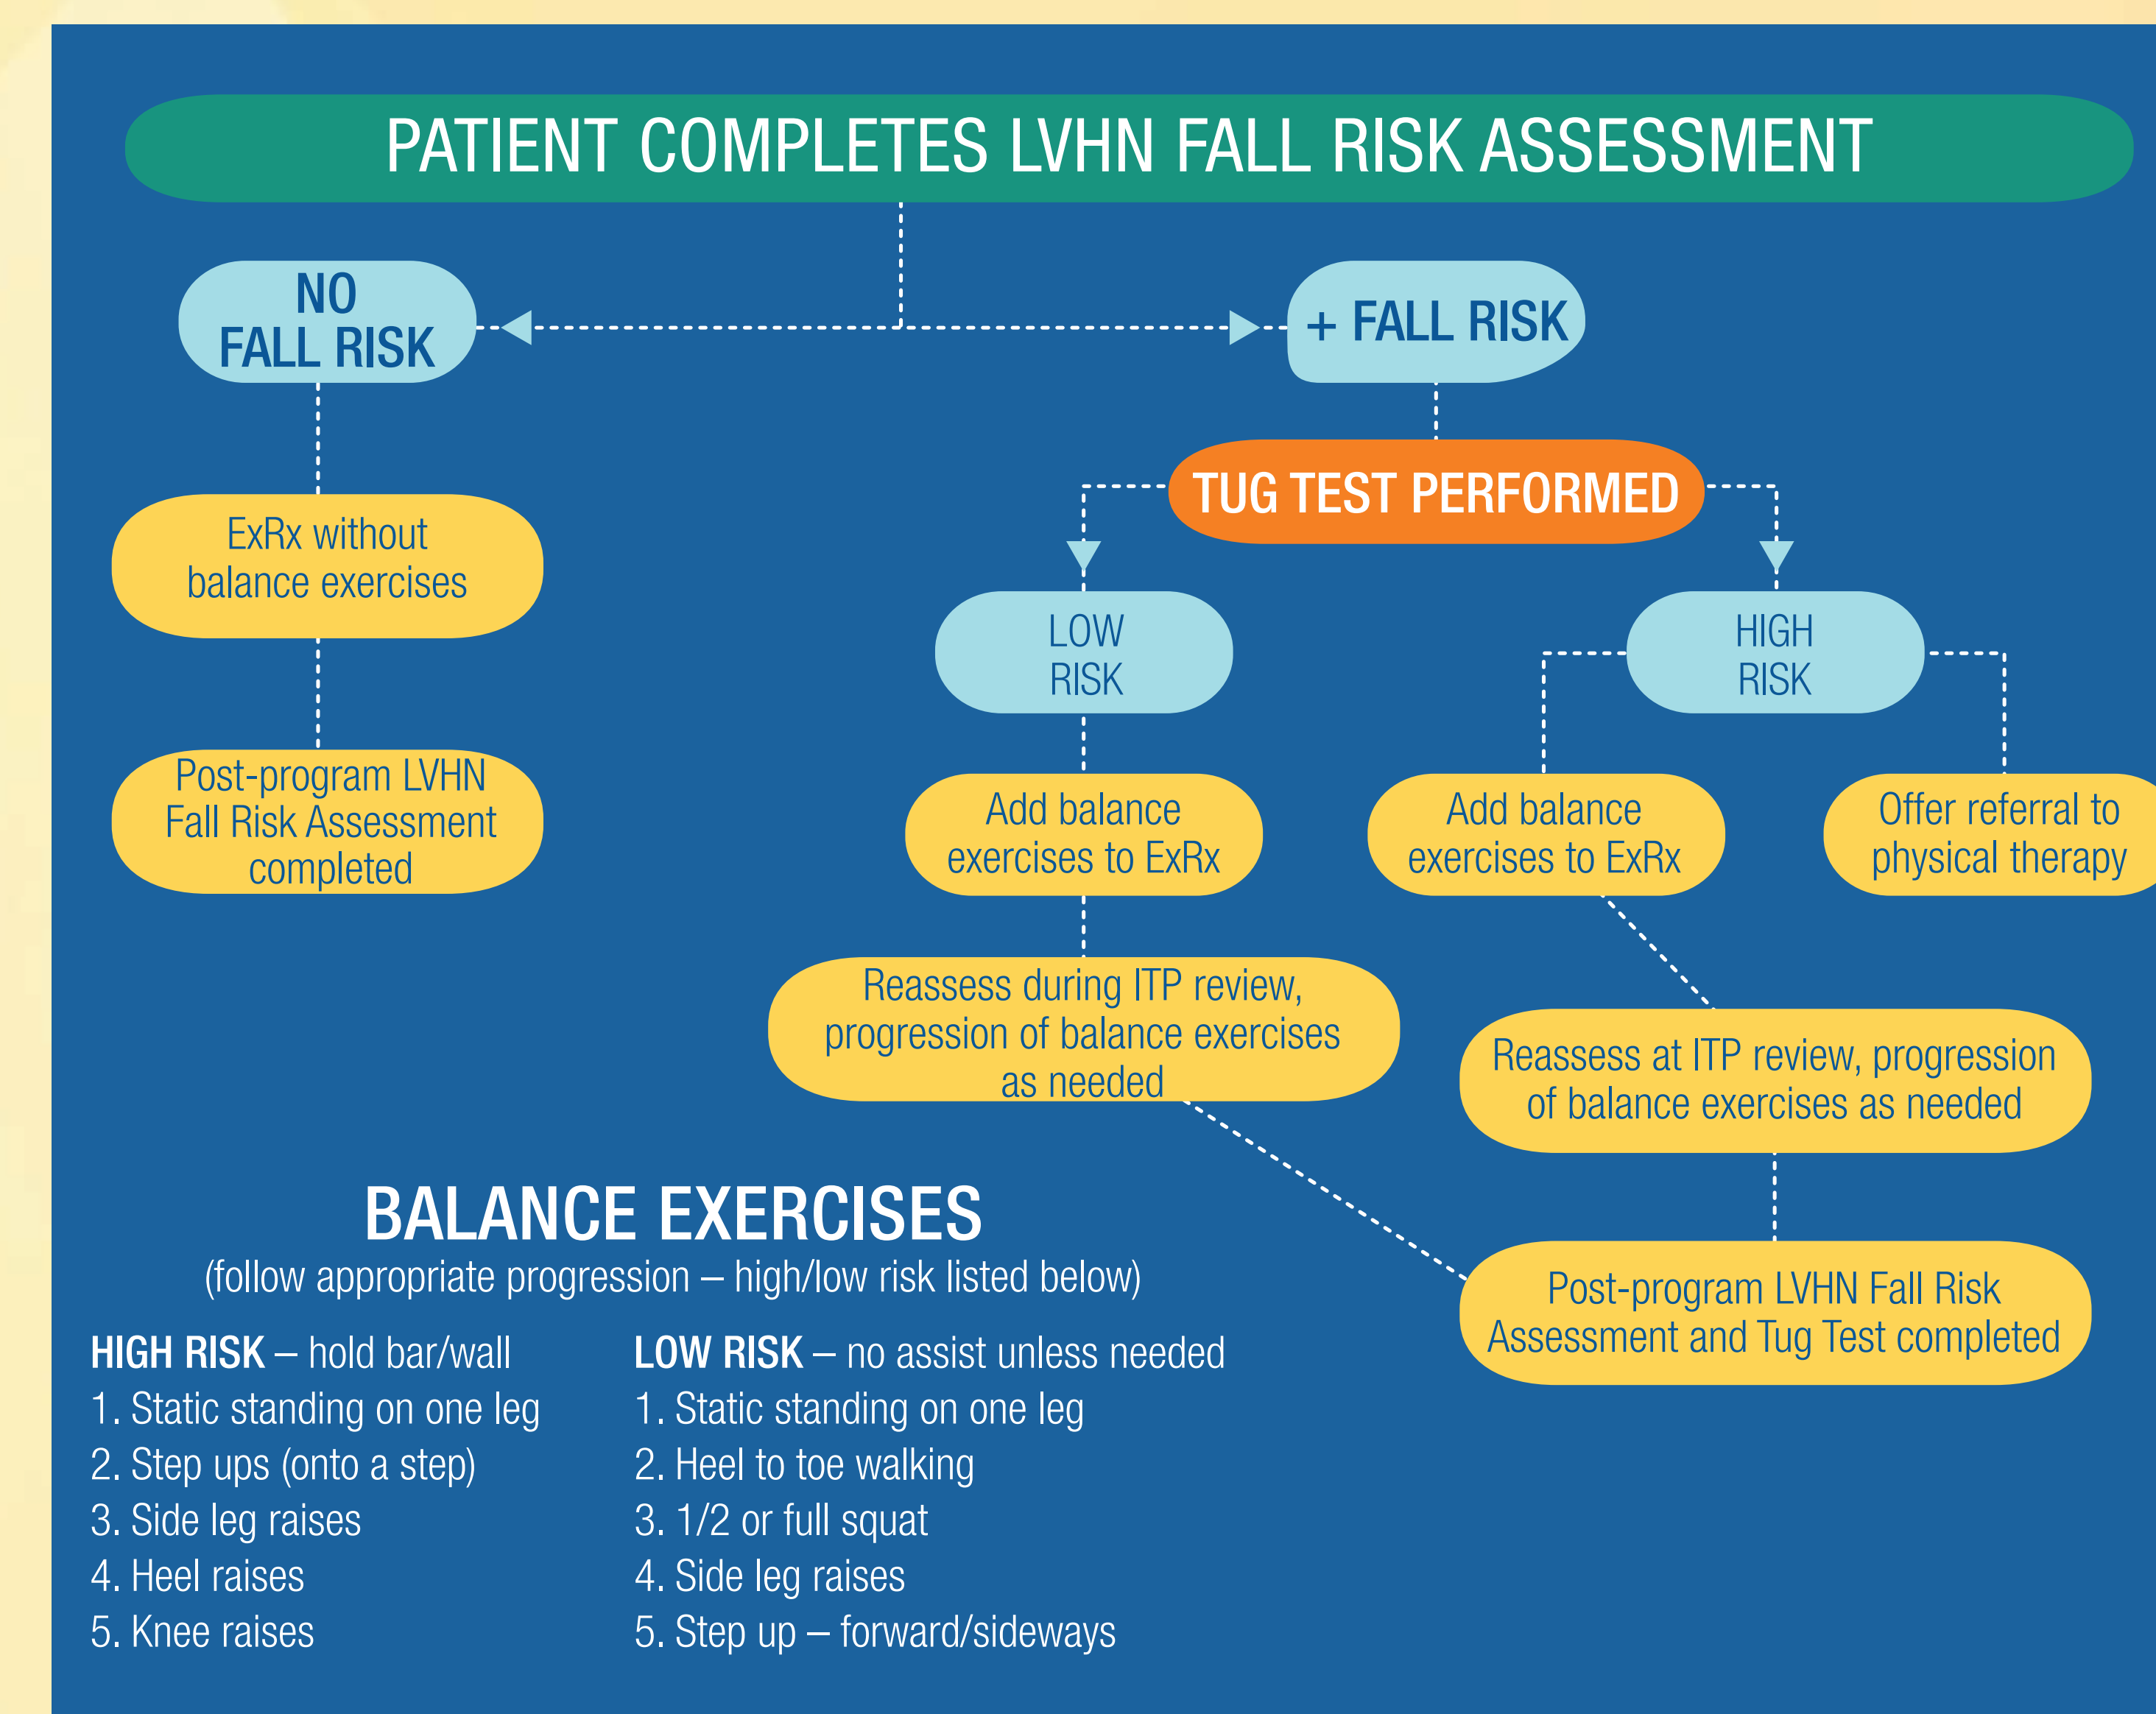 PATIENT COMPLETES LVHN FALL RISK ASSESSMENT
NO
FALL RISK
+ FALL RISK
TUG TEST PERFORMED
ExRx without
balance exercises
LOW
RISK
HIGH
RISK
Post-program LVHN
Fall Risk Assessment
completed
Add balance
exercises to ExRx
Add balance
exercises to ExRx
Offer referral to
physical therapy
Reassess during ITP review,
progression of balance exercises
as needed
Reassess at ITP review, progression
of balance exercises as needed
Post-program LVHN Fall Risk
Assessment and Tug Test completed
BALANCE EXERCISES
(follow appropriate progression – high/low risk listed below)
HIGH RISK – hold bar/wall
1. Static standing on one leg
2. Step ups (onto a step)
3. Side leg raises
4. Heel raises
5. Knee raises
LOW RISK – no assist unless needed
1. Static standing on one leg
2. Heel to toe walking
3. 1/2 or full squat
4. Side leg raises
5. Step up – forward/sideways